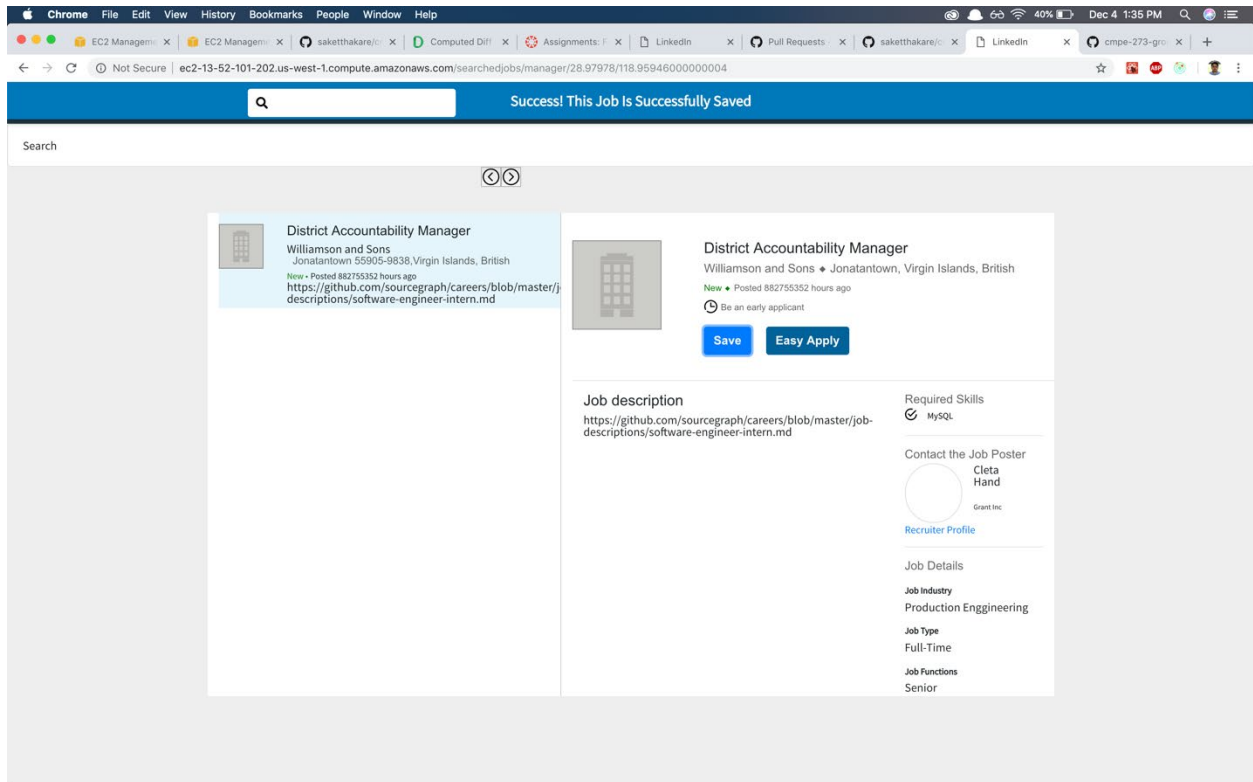 Chrome File Edit View History Bookmarks People Window Help 40% Dec 4 1:35 PM
EC2 Manageme EC2 Manageme saketthakare/c Computed Diff Assignments: F LinkedIn Pull Requests · saketthakare/c LinkedIn cmpe-273-gro
Not Secure ec2-13-52-101-202.us-west-1.compute.amazonaws.com/searchedjobs/manager/28.97978/118.95946000000004
ABP
Success! This Job Is Successfully Saved
Search
District Accountability Manager
Williamson and Sons
Jonatantown 55905-9838,Virgin Islands, British
New • Posted 882755352 hours ago
https://github.com/sourcegraph/careers/blob/master/j
descriptions/software-engineer-intern.md
District Accountability Manager
Williamson and Sons ◆ Jonatantown, Virgin Islands, British
New ◆ Posted 882755352 hours ago
Be an early applicant
Save Easy Apply
Job description
https://github.com/sourcegraph/careers/blob/master/job-
descriptions/software-engineer-intern.md
Required Skills
MySQL
Contact the Job Poster
Cleta
Hand
Grant Inc
Recruiter Profile
Job Details
Job Industry
Production Enggineering
Job Type
Full-Time
Job Functions
Senior